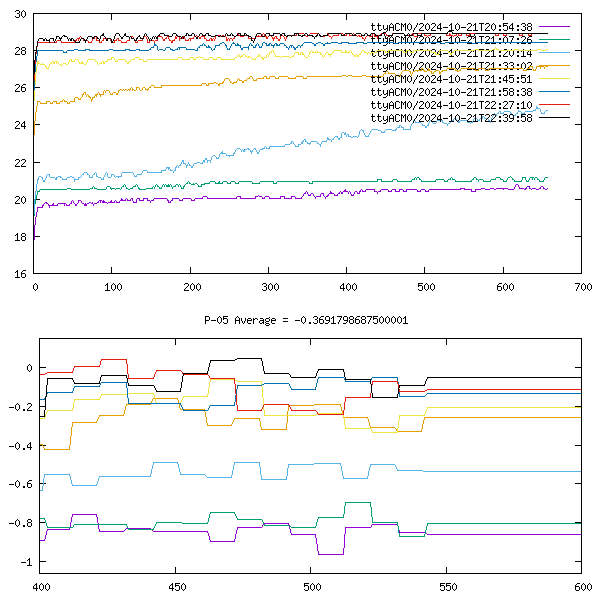 30
28
26
24
22
20
18
16
ttyACM0/2024-10-21T20:54:38
ttyACM0/2024-10-21T21:07:26
ttyACM0/2024-10-21T21:20:14
ttyACM0/2024-10-21T21:33:02
ttyACM0/2024-10-21T21:45:51
ttyACM0/2024-10-21T21:58:38
ttyACM0/2024-10-21T22:27:10
ttyACM0/2024-10-21T22:39:58
0 100 200 300 400 500 600 700
P-05 Average = -0.3691798687500001
0
-0.2
-0.4
-0.6
-0.8
-1
400 450 500 550 600